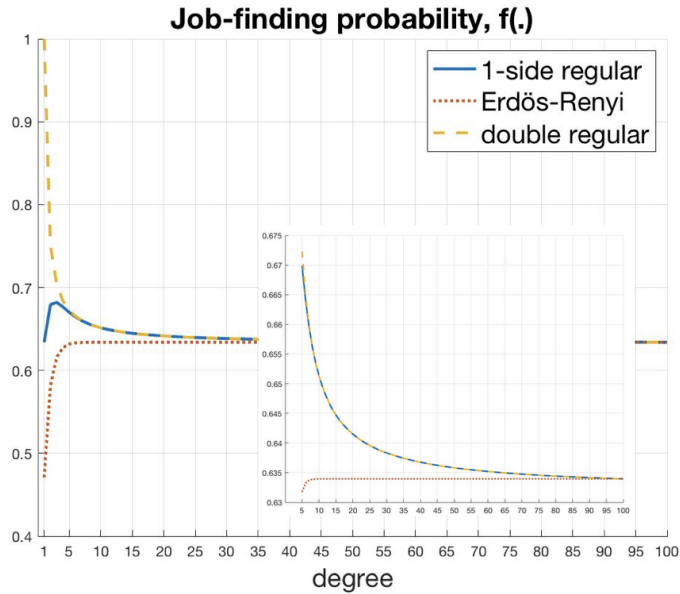 Job-finding probability, f(.)
1
0.9
0.8
0.7
0.6
0.5
0.4
1-side regular
Erdös-Renyi
double regular
0.675
0.67
0.665
0.66
0.655
0.65
0.645
0.64
0.635
0.63
5 10 15 20 25 30 35 40 45 50 55 60 65 70 75 80 85 90 95 100
1 5 10 15 20 25 30 35 40 45 50 55 60 65 70 75 80 85 90 95 100
degree